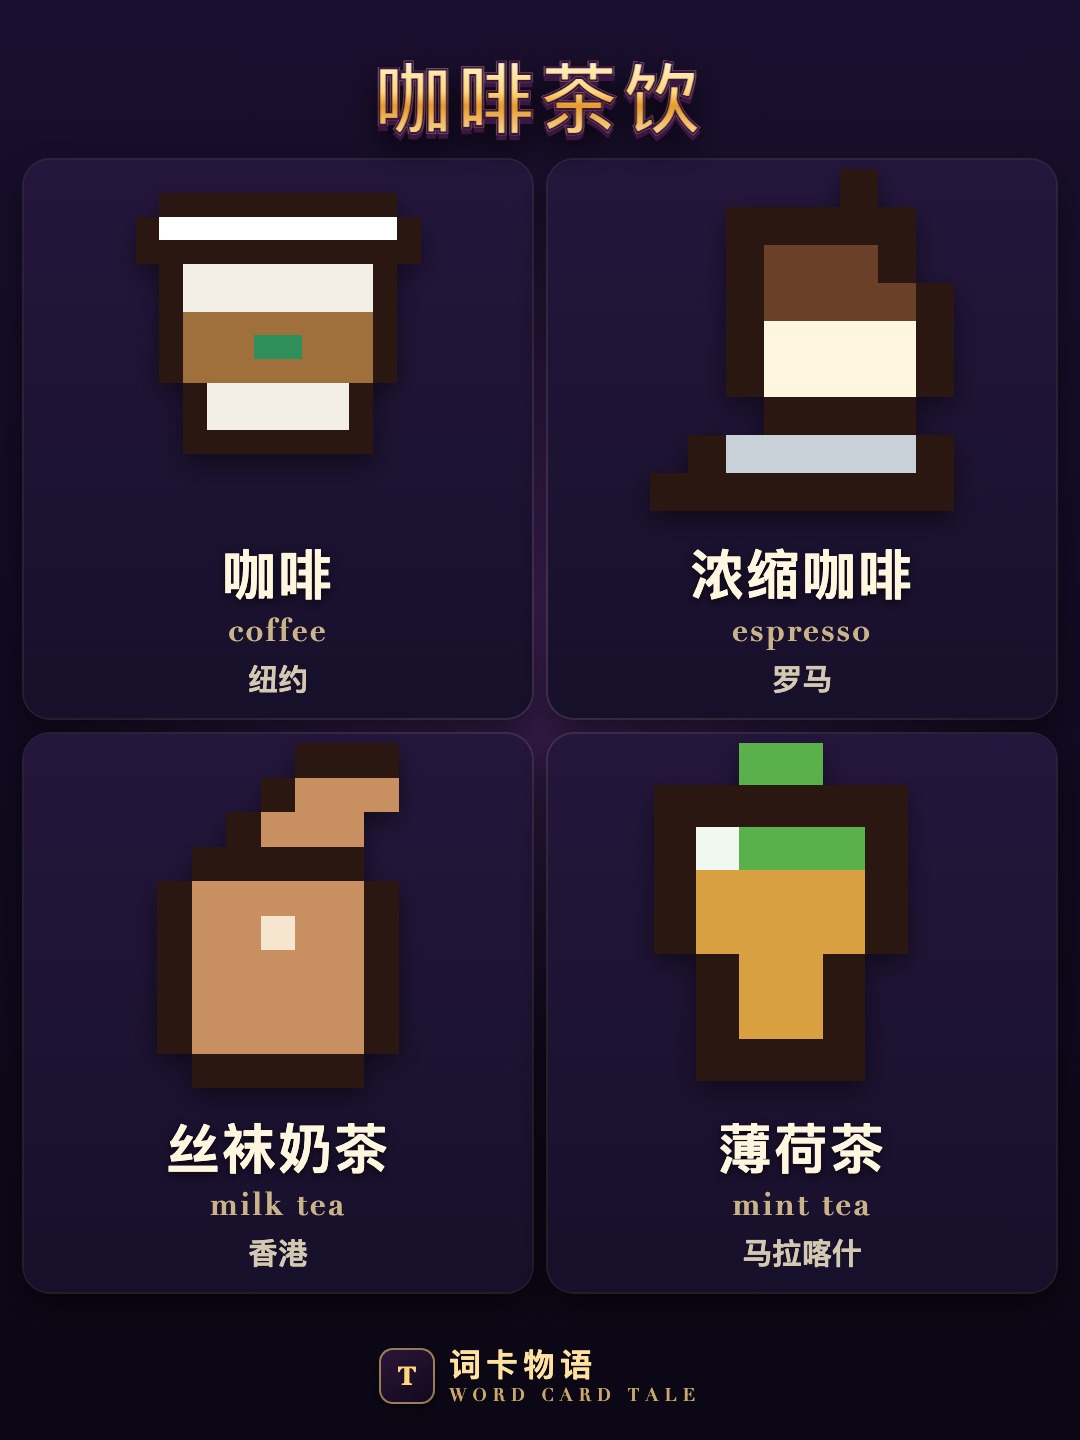 咖啡茶饮
咖啡
coffee
纽约
浓缩咖啡
espresso
罗马
丝袜奶茶
milk tea
香港
薄荷茶
mint tea
马拉喀什
T
词卡物语
WORD CARD TALE